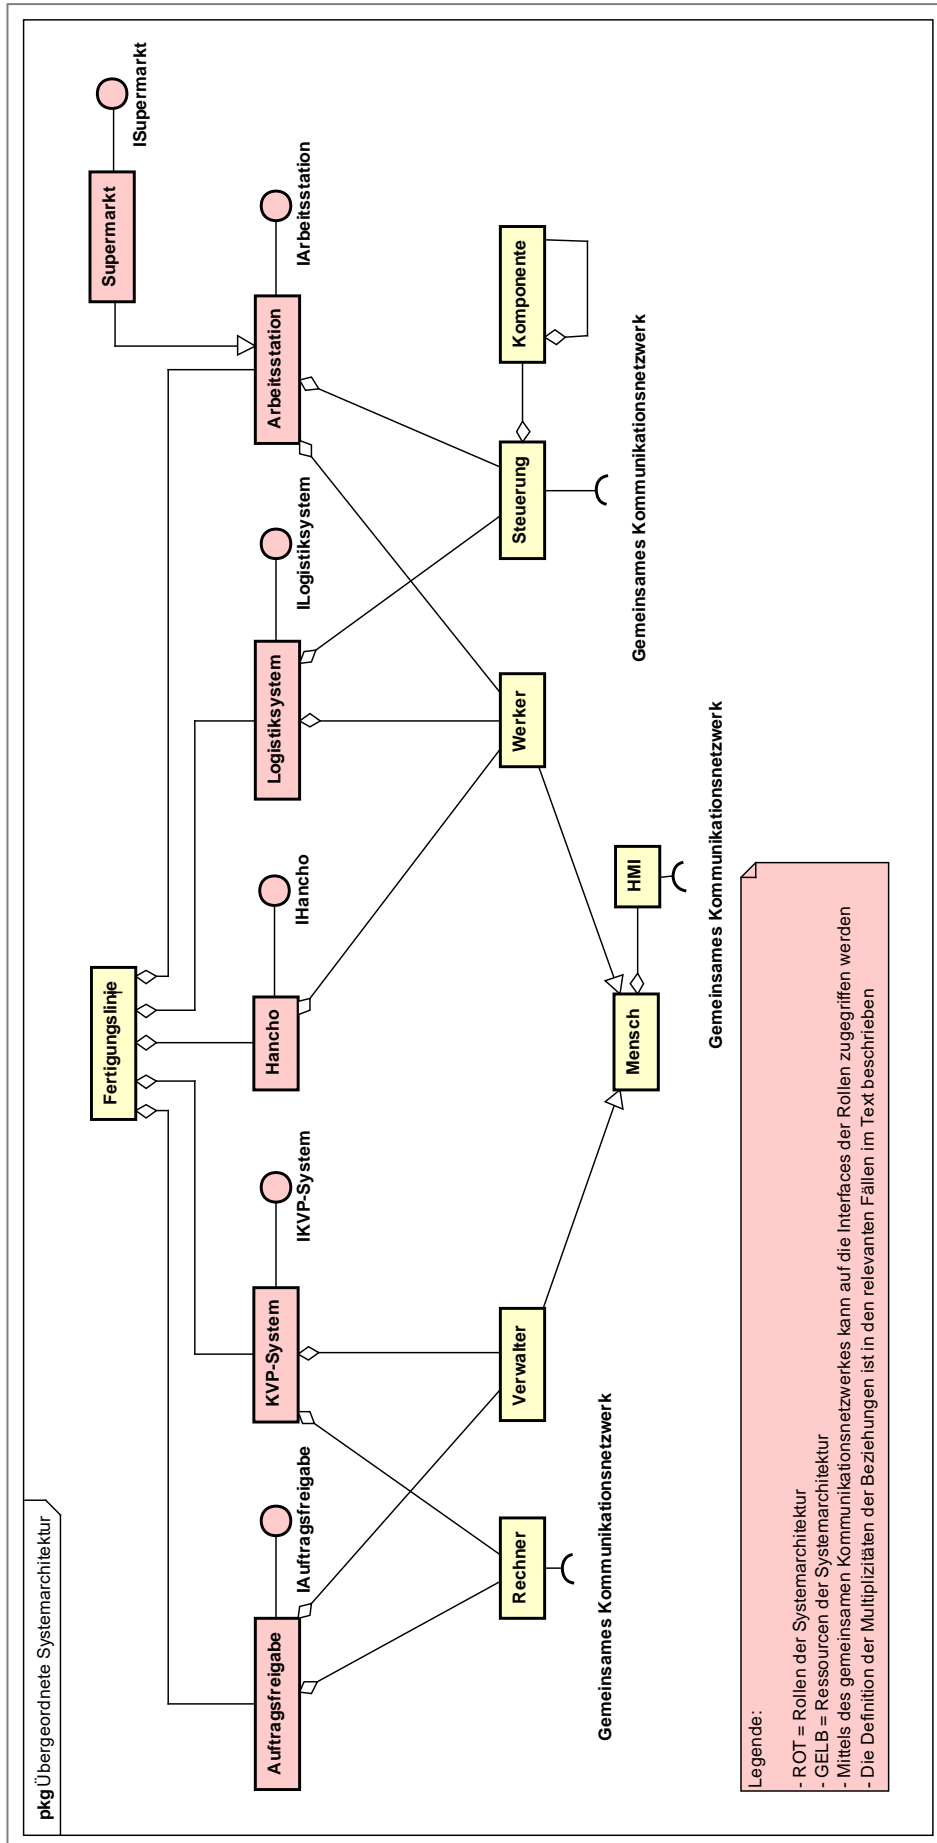 pkg Übergeordnete Systemarchitektur
Fertigungslinie
Supermarkt
ISupermarkt
Auftragsfreigabe
IAuftragsfreigabe
KVP-System
IKVP-System
Hancho
IHancho
Logistiksystem
ILogistiksystem
Arbeitsstation
IArbeitsstation
Rechner
Verwalter
Werker
Steuerung
Komponente
Gemeinsames Kommunikationsnetzwerk
Mensch
HMI
Gemeinsames Kommunikationsnetzwerk
Gemeinsames Kommunikationsnetzwerk
Legende:
- ROT = Rollen der Systemarchitektur
- GELB = Ressourcen der Systemarchitektur
- Mittels des gemeinsamen Kommunikationsnetzwerkes kann auf die Interfaces der Rollen zugegriffen werden
- Die Definition der Multiplizitäten der Beziehungen ist in den relevanten Fällen im Text beschrieben